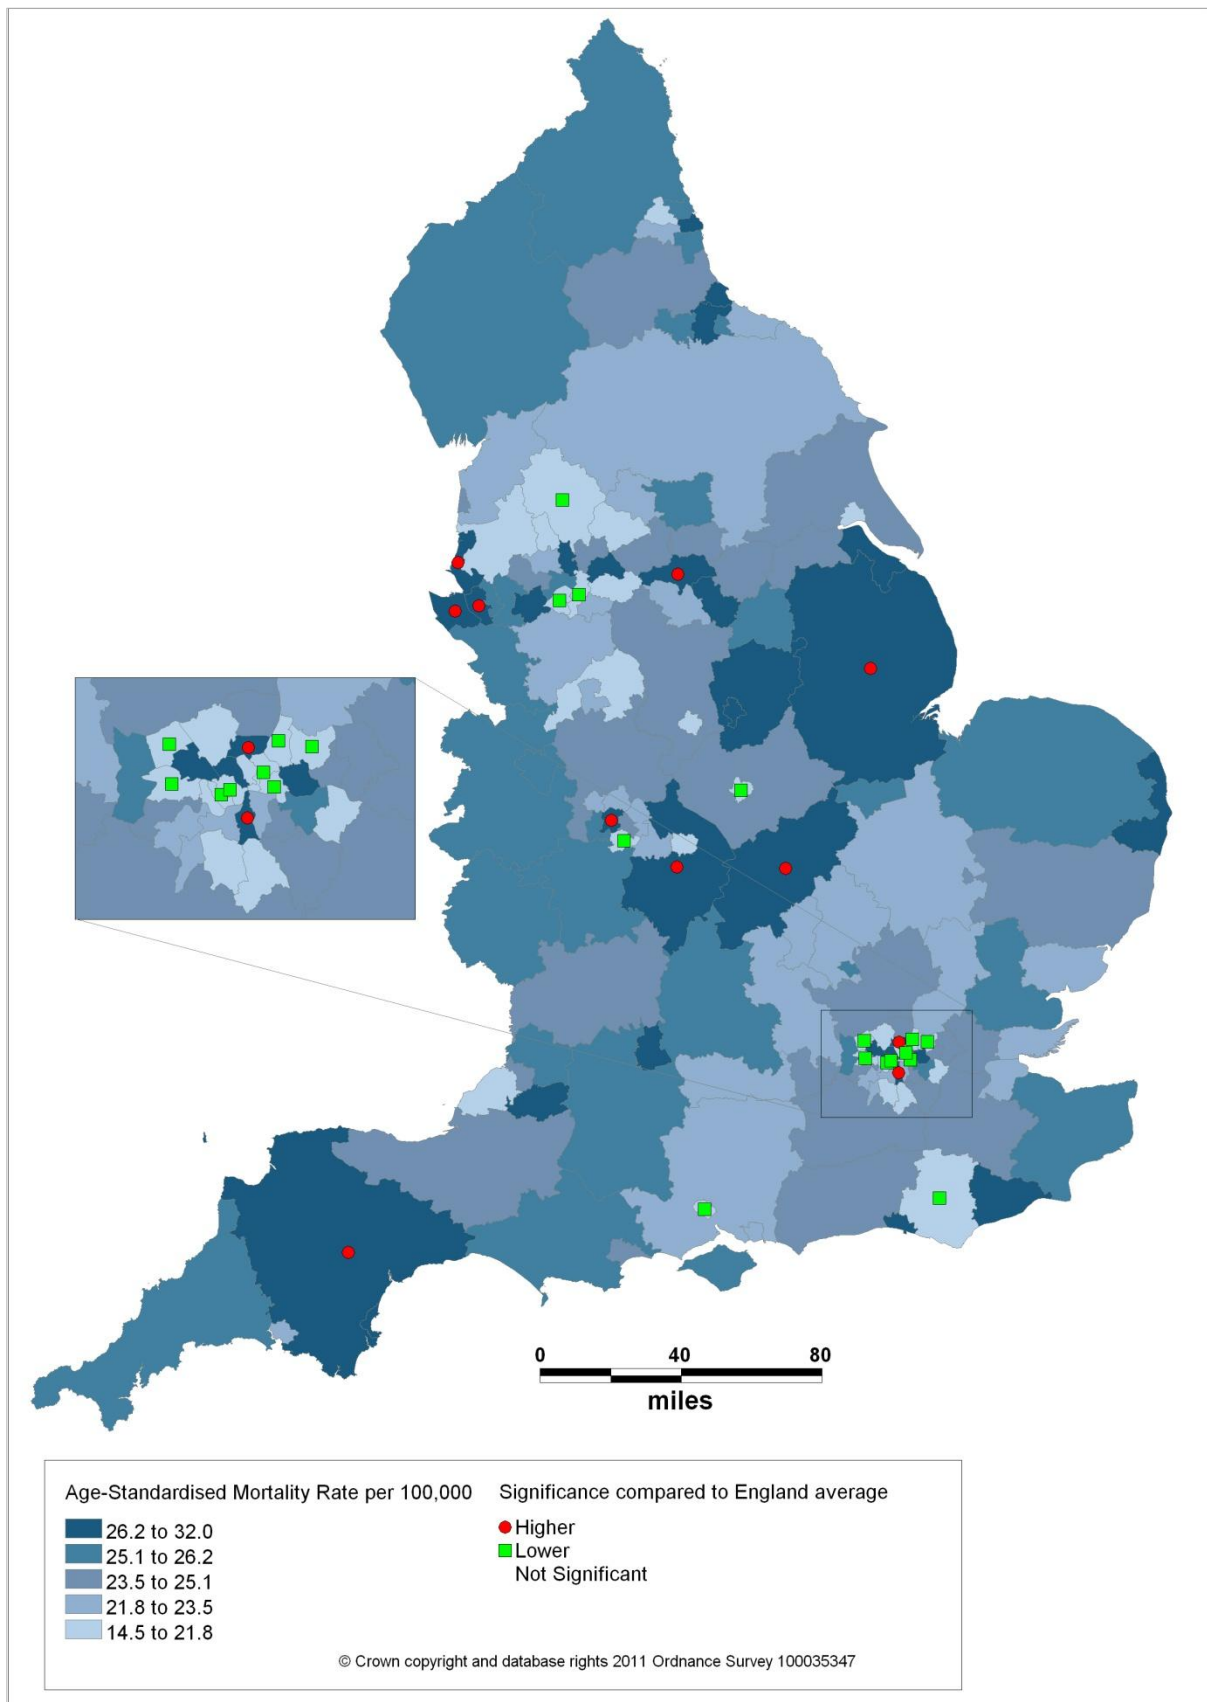 0 40 80
miles
Age-Standardised Mortality Rate per 100,000
26.2 to 32.0
25.1 to 26.2
23.5 to 25.1
21.8 to 23.5
14.5 to 21.8
Significance compared to England average
Higher
Lower
Not Significant
© Crown copyright and database rights 2011 Ordnance Survey 100035347